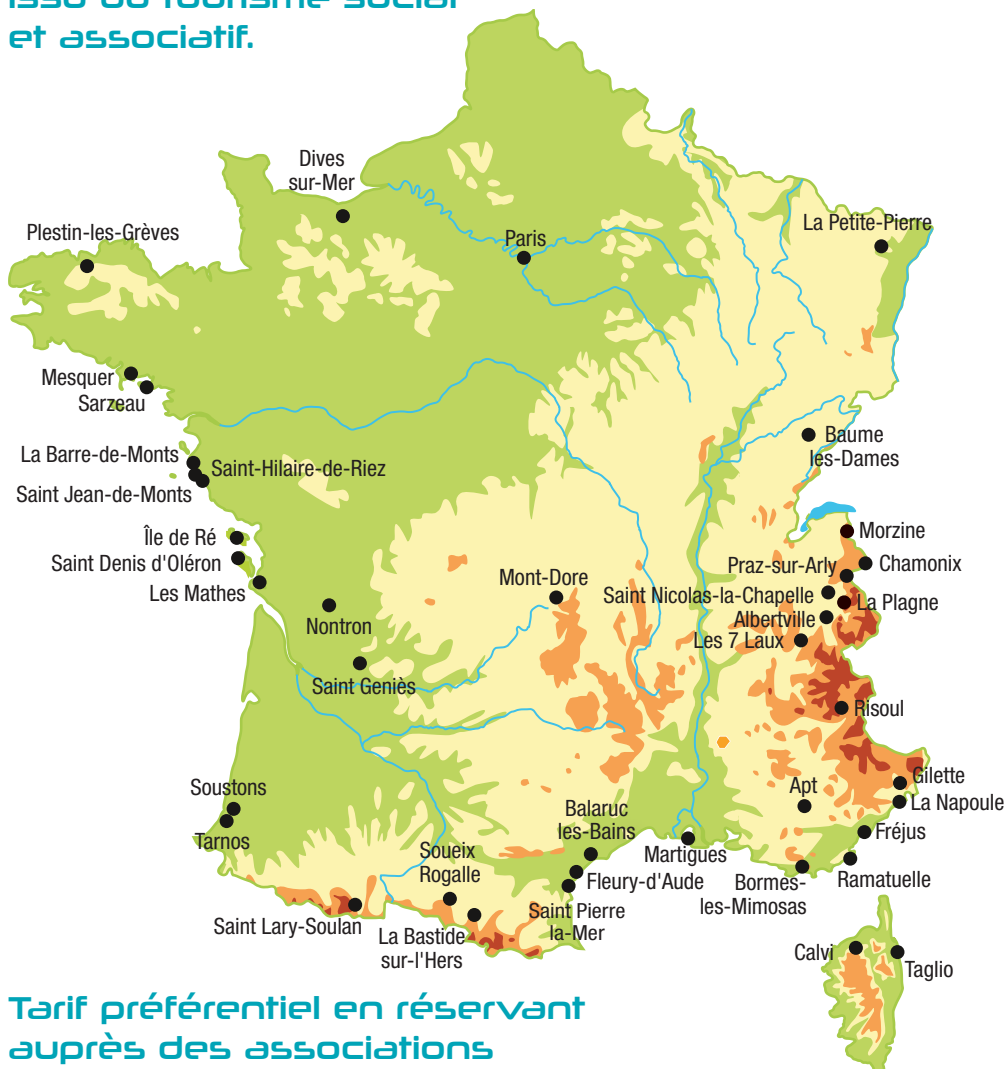 et associatif.
Dives
sur-Mer
Plestin-les-Grèves
Paris
La Petite-Pierre
Mesquer
Sarzeau
La Barre-de-Monts
Saint-Hilaire-de-Riez
Saint Jean-de-Monts
Baume
les-Dames
Île de Ré
Saint Denis d'Oléron
Les Mathes
Morzine
Chamonix
Praz-sur-Arly
Mont-Dore
Saint Nicolas-la-Chapelle
La Plagne
Albertville
Les 7 Laux
Nontron
Saint Geniès
Risoul
Soustons
Tarnos
Gilette
La Napoule
Apt
Fréjus
Balaruc
les-Bains
Martigues
Ramatuelle
Soueix
Rogalle
Fleury-d'Aude
Bormes-
les-Mimosas
Saint Lary-Soulan
La Bastide
sur-l'Hers
Saint Pierre
la-Mer
Calvi
Taglio
Tarif préférentiel en réservant
auprès des associations